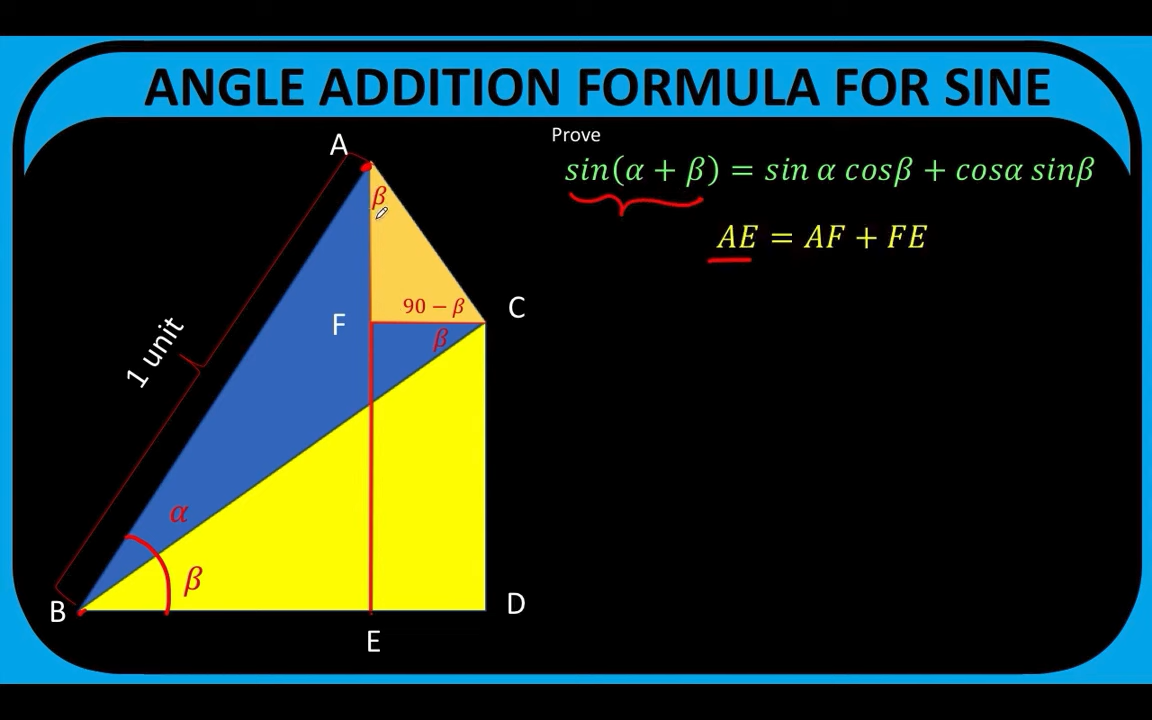 ANGLE ADDITION FORMULA FOR SINE
Prove
sin(α + β) = sin α cosβ + cosα sinβ
AE = AF + FE
A
β
1 unit
90 − β
C
F
β
α
β
B
D
E